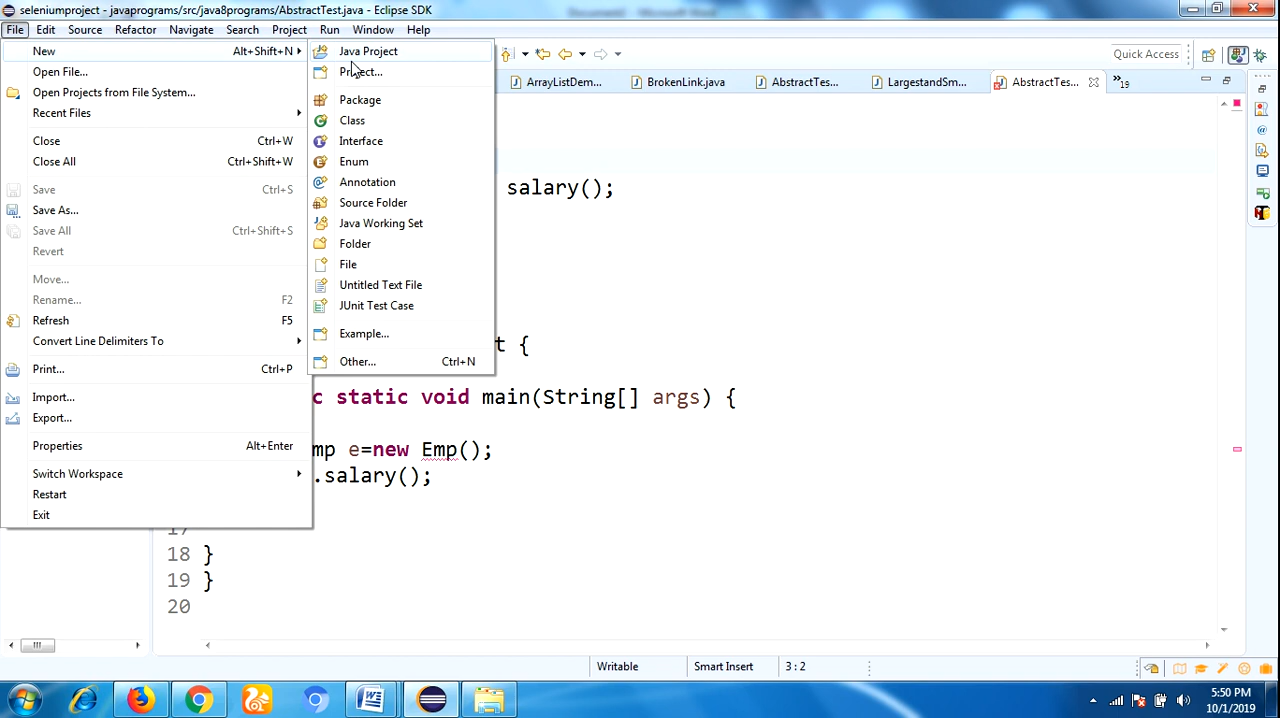 seleniumproject - javaprograms/src/java8programs/AbstractTest.java - Eclipse SDK
File Edit Source Refactor Navigate Search Project Run Window Help
New Alt+Shift+N
Open File...
Open Projects from File System...
Recent Files
Close Ctrl+W
Close All Ctrl+Shift+W
Save Ctrl+S
Save As...
Save All Ctrl+Shift+S
Revert
Move...
Rename... F2
Refresh F5
Convert Line Delimiters To
Print... Ctrl+P
Import...
Export...
Properties Alt+Enter
Switch Workspace
Restart
Exit
Java Project
Project...
Package
Class
Interface
Enum
Annotation
Source Folder
Java Working Set
Folder
File
Untitled Text File
JUnit Test Case
Example...
Other... Ctrl+N
Quick Access
ArrayListDem... BrokenLink.java AbstractTes... LargestandSm... AbstractTes... »19
salary();
t {
c static void main(String[] args) {
mp e=new Emp();
.salary();
17
18 }
19 }
20
Writable Smart Insert 3 : 2
5:50 PM
10/1/2019